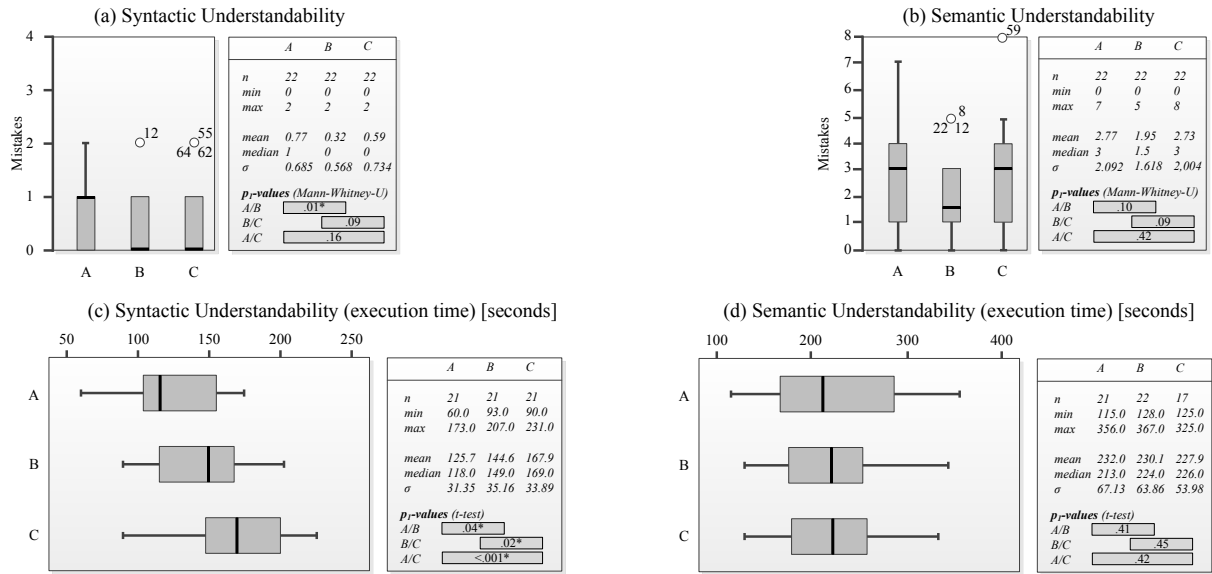 (a) Syntactic Understandability
Mistakes
4
3
2
1
0
12
55
64 62
A B C
A B C
n 22 22 22
min 0 0 0
max 2 2 2
mean 0.77 0.32 0.59
median 1 0 0
σ 0.685 0.568 0.734
p₁-values (Mann-Whitney-U)
A/B .01*
B/C .09
A/C .16
(b) Semantic Understandability
Mistakes
8
7
6
5
4
3
2
1
0
59
8
22 12
A B C
A B C
n 22 22 22
min 0 0 0
max 7 5 8
mean 2.77 1.95 2.73
median 3 1.5 3
σ 2.092 1.618 2,004
p₁-values (Mann-Whitney-U)
A/B .10
B/C .09
A/C .42
(c) Syntactic Understandability (execution time) [seconds]
50 100 150 200 250
A
B
C
A B C
n 21 21 21
min 60.0 93.0 90.0
max 173.0 207.0 231.0
mean 125.7 144.6 167.9
median 118.0 149.0 169.0
σ 31.35 35.16 33.89
p₁-values (t-test)
A/B .04*
B/C .02*
A/C <.001*
(d) Semantic Understandability (execution time) [seconds]
100 200 300 400
A
B
C
A B C
n 21 22 17
min 115.0 128.0 125.0
max 356.0 367.0 325.0
mean 232.0 230.1 227.9
median 213.0 224.0 226.0
σ 67.13 63.86 53.98
p₁-values (t-test)
A/B .41
B/C .45
A/C .42